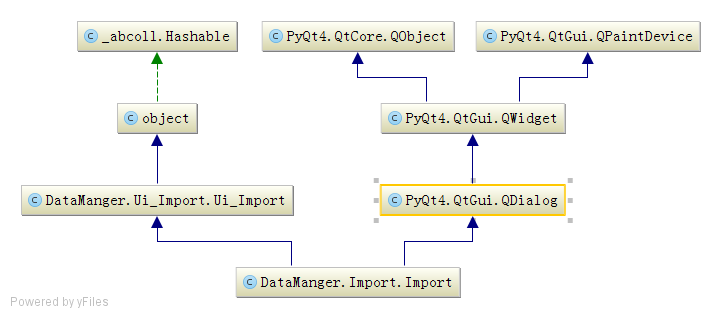 C _abcoll.Hashable
C PyQt4.QtCore.QObject
C PyQt4.QtGui.QPaintDevice
C object
C PyQt4.QtGui.QWidget
C DataManger.Ui_Import.Ui_Import
C PyQt4.QtGui.QDialog
C DataManger.Import.Import
Powered by yFiles